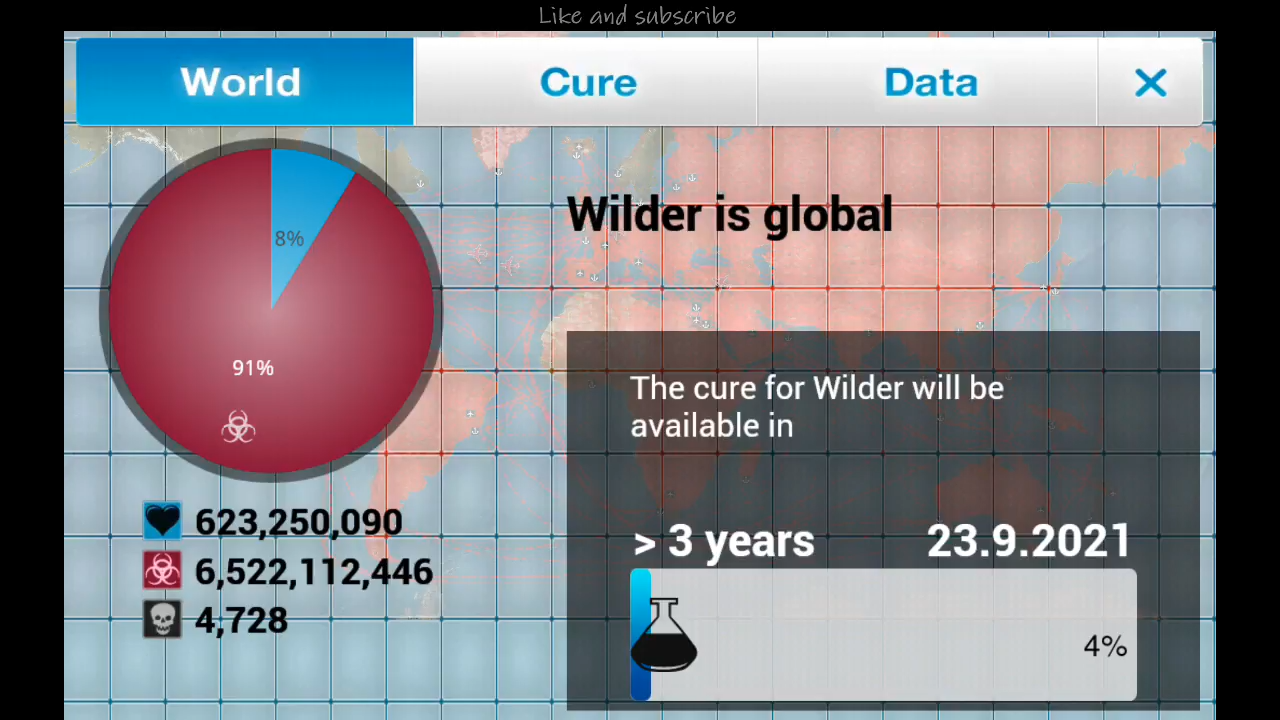 Like and subscribe
World
Cure
Data
Wilder is global
8%
91%
The cure for Wilder will be
available in
623,250,090
6,522,112,446
4,728
> 3 years
23.9.2021
4%